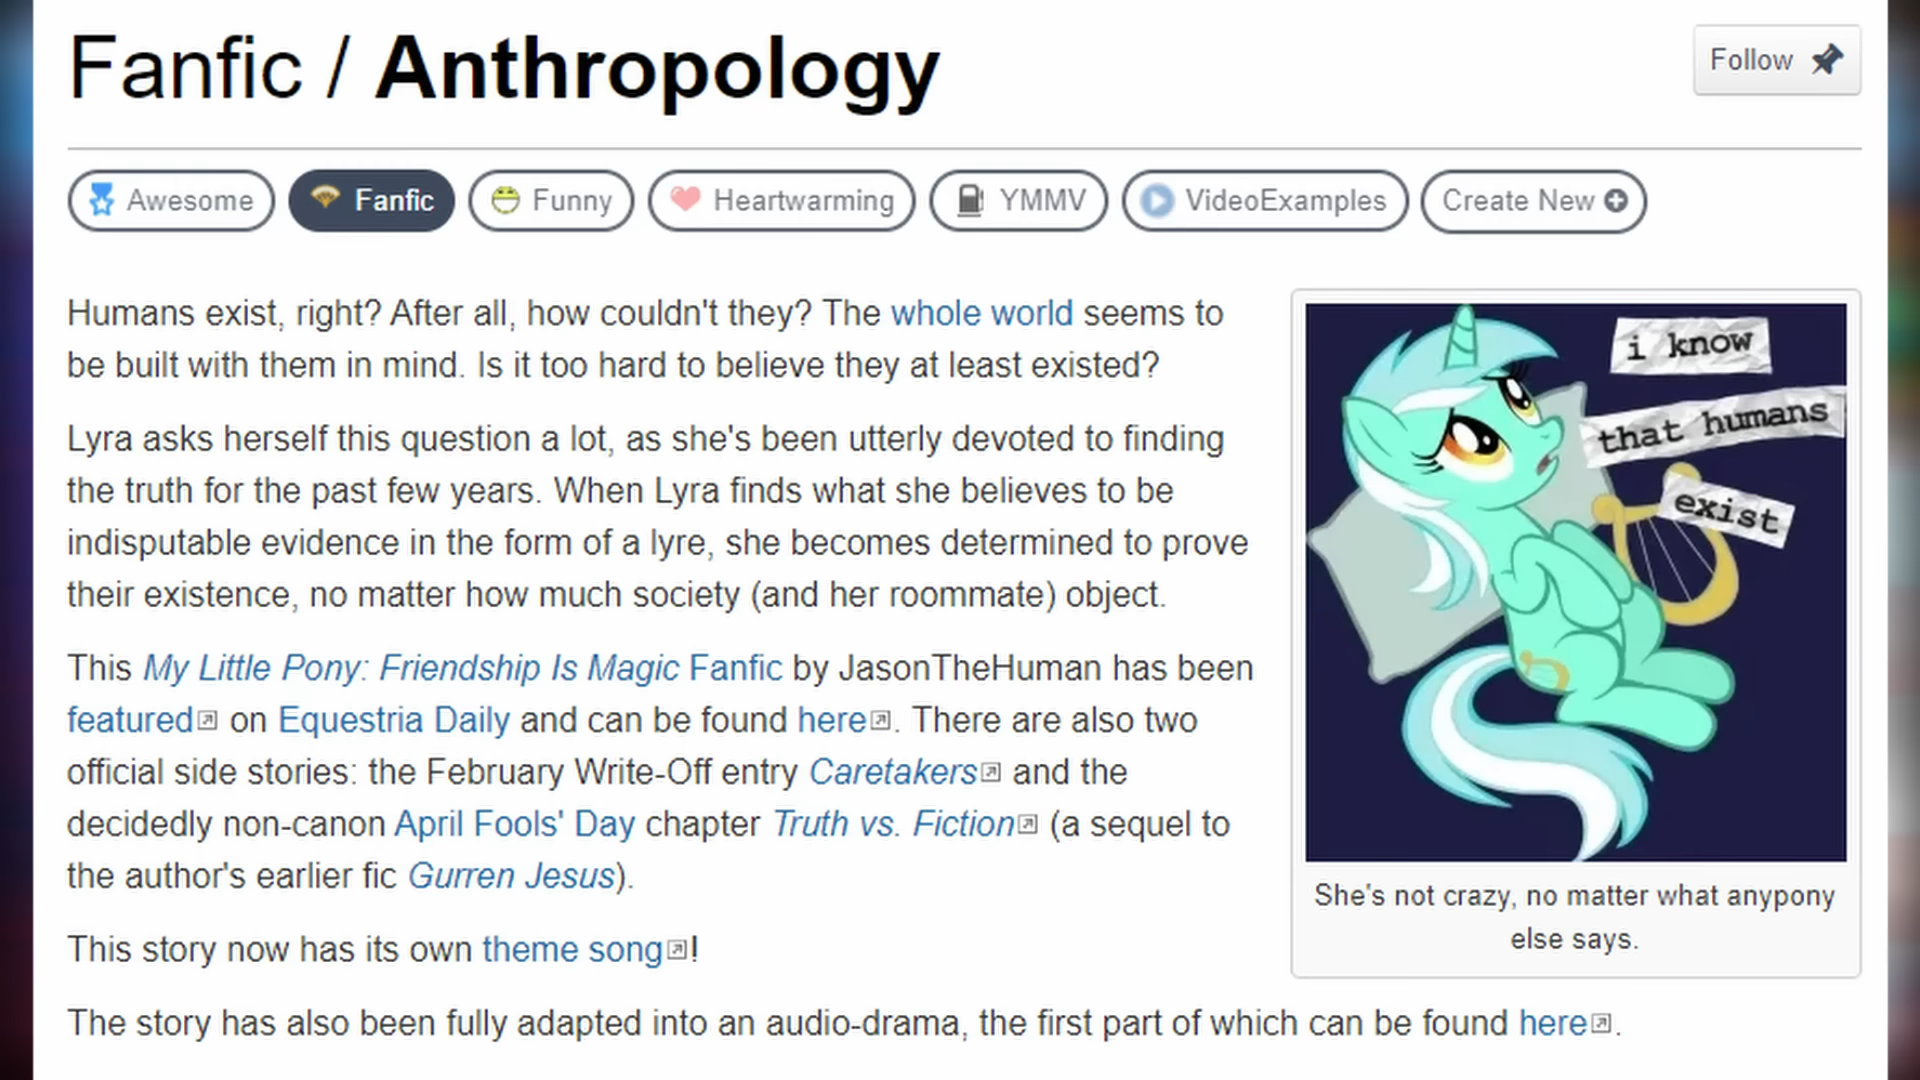 Fanfic / Anthropology
Follow
Awesome
Fanfic
Funny
Heartwarming
YMMV
VideoExamples
Create New
Humans exist, right? After all, how couldn't they? The whole world seems to
be built with them in mind. Is it too hard to believe they at least existed?
Lyra asks herself this question a lot, as she's been utterly devoted to finding
the truth for the past few years. When Lyra finds what she believes to be
indisputable evidence in the form of a lyre, she becomes determined to prove
their existence, no matter how much society (and her roommate) object.
This My Little Pony: Friendship Is Magic Fanfic by JasonTheHuman has been
featured on Equestria Daily and can be found here. There are also two
official side stories: the February Write-Off entry Caretakers and the
decidedly non-canon April Fools' Day chapter Truth vs. Fiction (a sequel to
the author's earlier fic Gurren Jesus).
This story now has its own theme song!
The story has also been fully adapted into an audio-drama, the first part of which can be found here.
i know
that humans
exist
She's not crazy, no matter what anypony
else says.